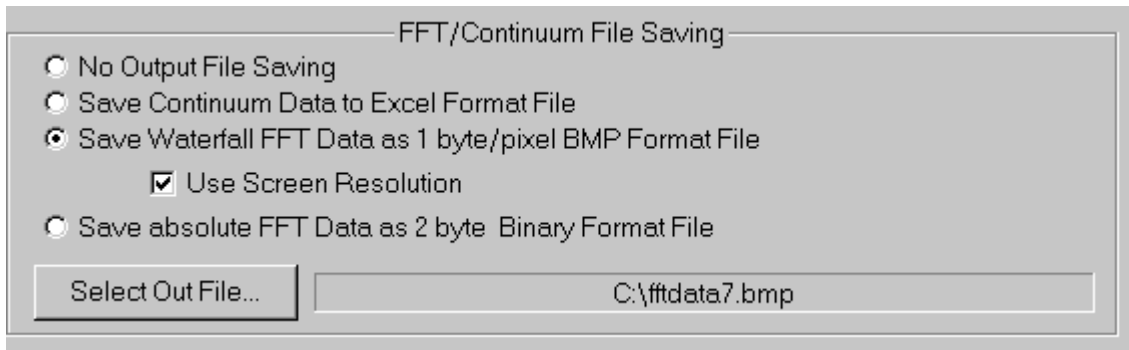 FFT/Continuum File Saving
No Output File Saving
Save Continuum Data to Excel Format File
Save Waterfall FFT Data as 1 byte/pixel BMP Format File
Use Screen Resolution
Save absolute FFT Data as 2 byte  Binary Format File
Select Out File... C:\fftdata7.bmp